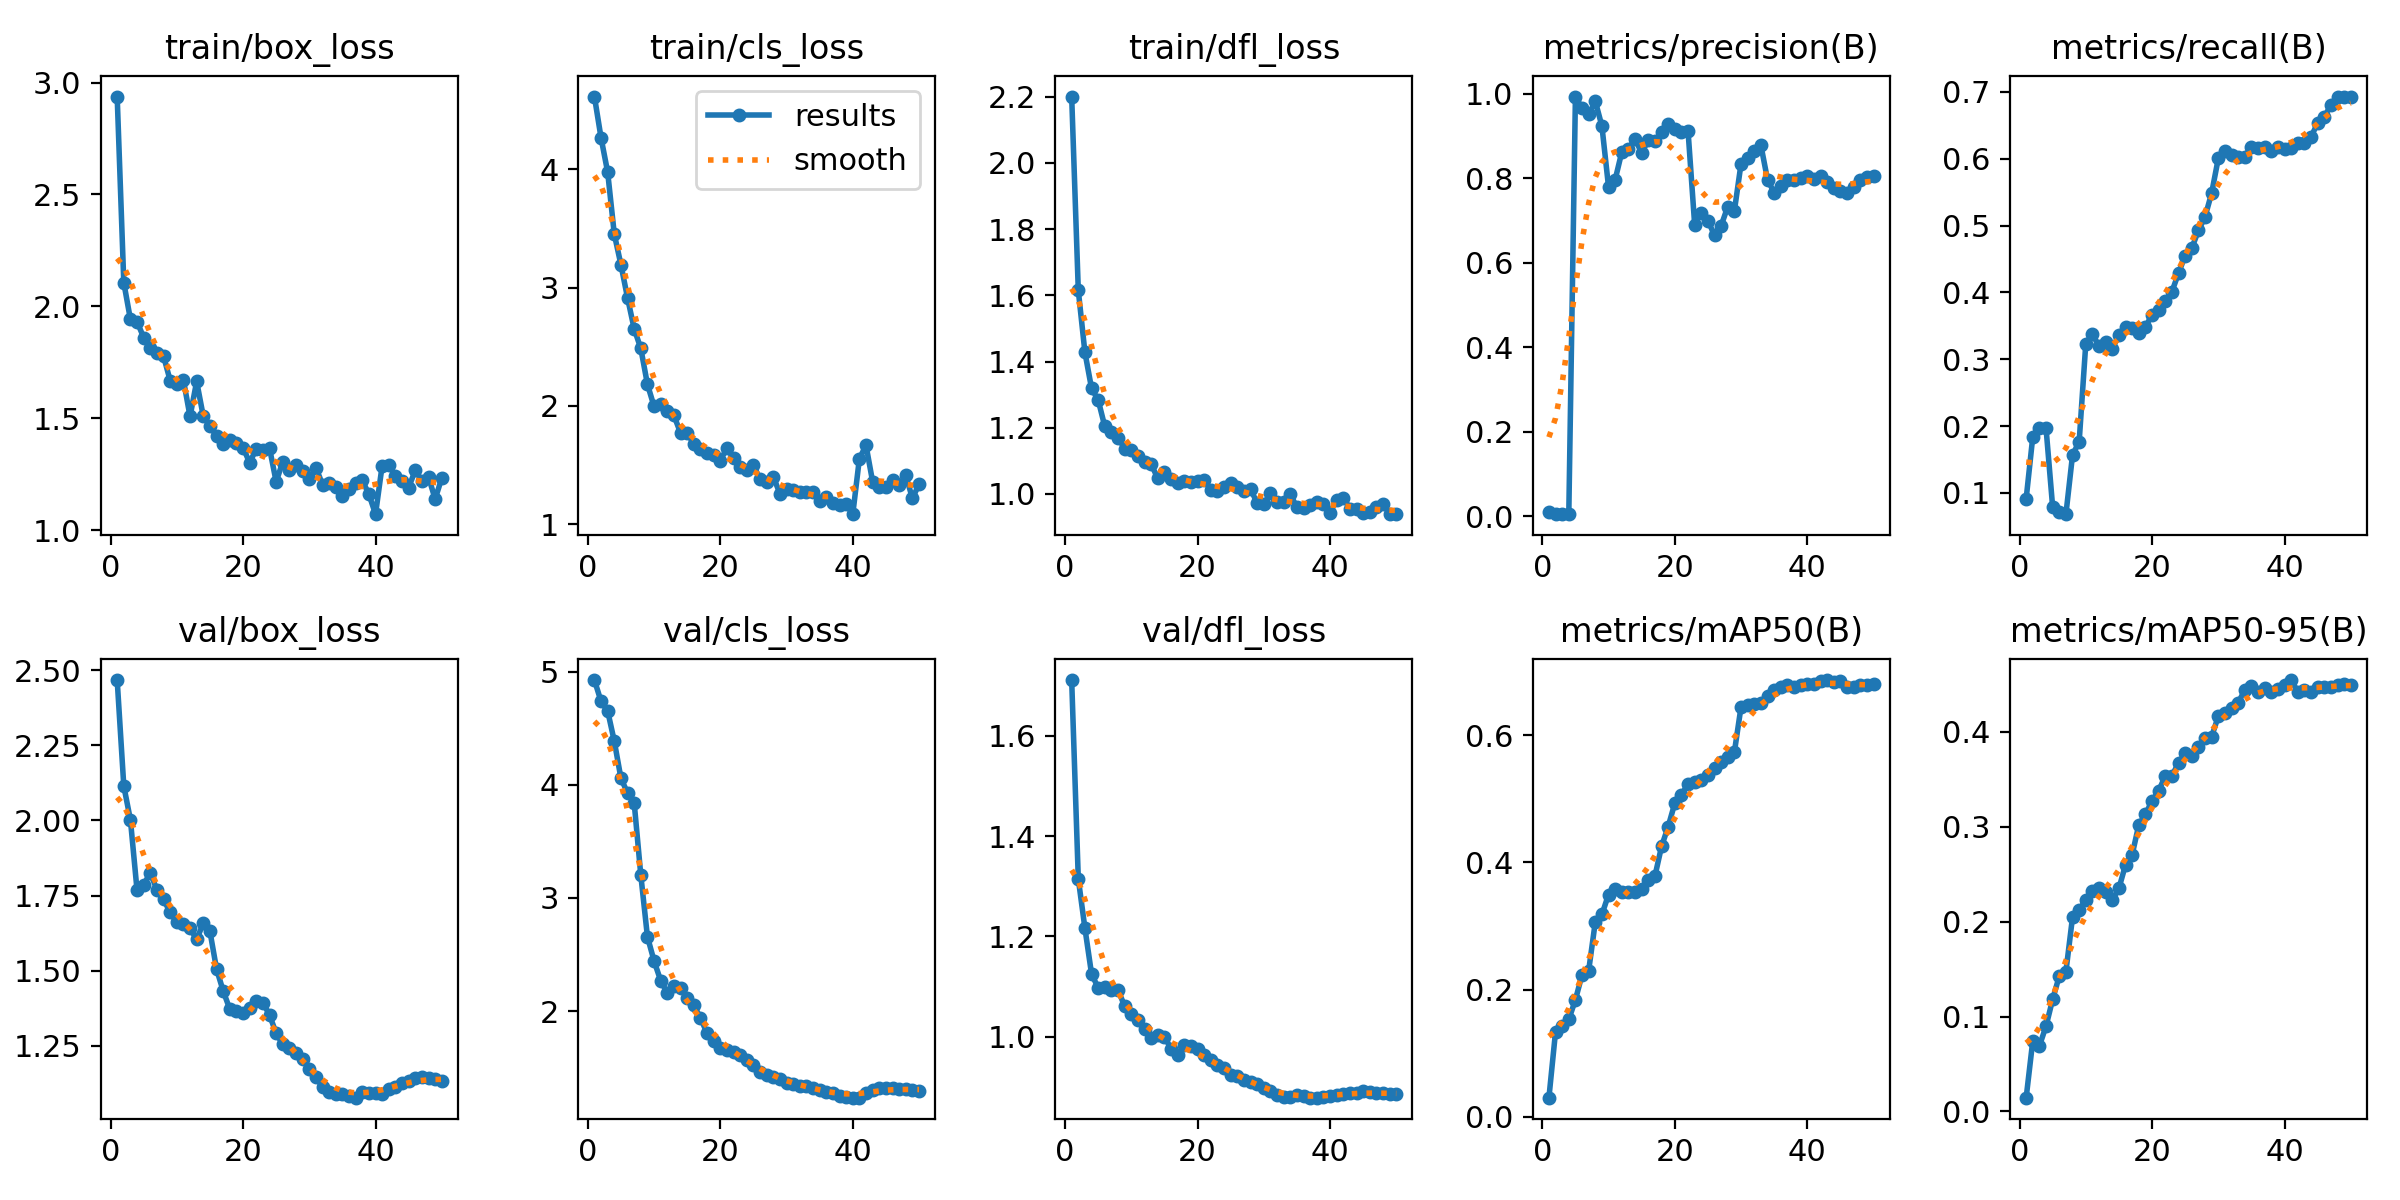 train/box_loss
3.0
2.5
2.0
1.5
1.0
0 20 40
train/cls_loss
results
smooth
4
3
2
1
0 20 40
train/dfl_loss
2.2
2.0
1.8
1.6
1.4
1.2
1.0
0 20 40
metrics/precision(B)
1.0
0.8
0.6
0.4
0.2
0.0
0 20 40
metrics/recall(B)
0.7
0.6
0.5
0.4
0.3
0.2
0.1
0 20 40
val/box_loss
2.50
2.25
2.00
1.75
1.50
1.25
0 20 40
val/cls_loss
5
4
3
2
0 20 40
val/dfl_loss
1.6
1.4
1.2
1.0
0 20 40
metrics/mAP50(B)
0.6
0.4
0.2
0.0
0 20 40
metrics/mAP50-95(B)
0.4
0.3
0.2
0.1
0.0
0 20 40